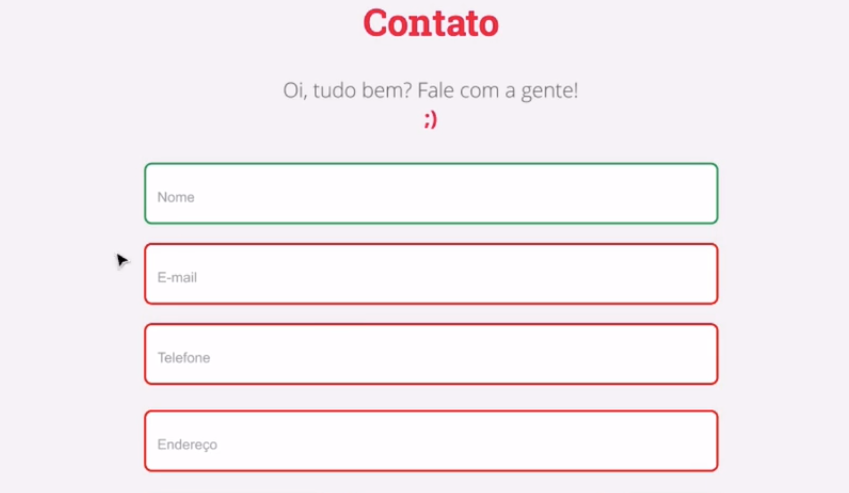 Contato
Oi, tudo bem? Fale com a gente!
;)
Nome
E-mail
Telefone
Endereço